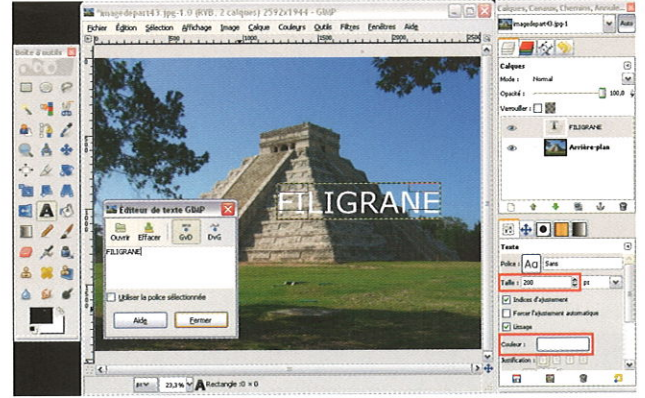 *imagedepart43.jpg-1.0 (RVB, 2 calques) 2592x1944 - GIMP
Fichier Édition Sélection Affichage Image Calque Couleurs Outils Filtres Fenêtres Aide
Boîte à outils
FILIGRANE
Éditeur de texte GIMP
Ouvrir Effacer GvD DvG
FILIGRANE
Utiliser la police sélectionnée
Aide Fermer
px 23,3% Rectangle : 0 × 0
Calques, Canaux, Chemins, Annule...
imagedepart43.jpg-1 Auto
Calques
Mode : Normal
Opacité : 100,0
Verrouiller :
FILIGRANE
Arrière-plan
Texte
Police : Aa Sans
Taille : 200 pt
Indices d'ajustement
Forcer l'ajustement automatique
Lissage
Couleur :
Justification :